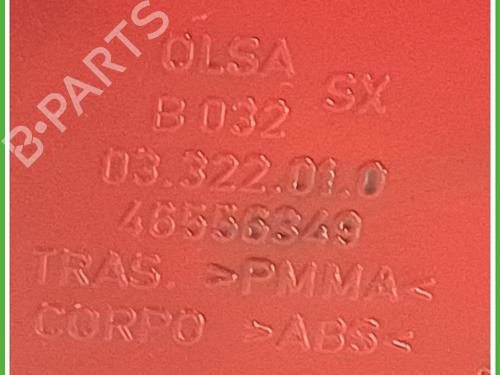 B-PARTS
OLSA SX
B 032
03.322.01.0
46556349
TRAS. >PMMA<
CORPO >ABS<